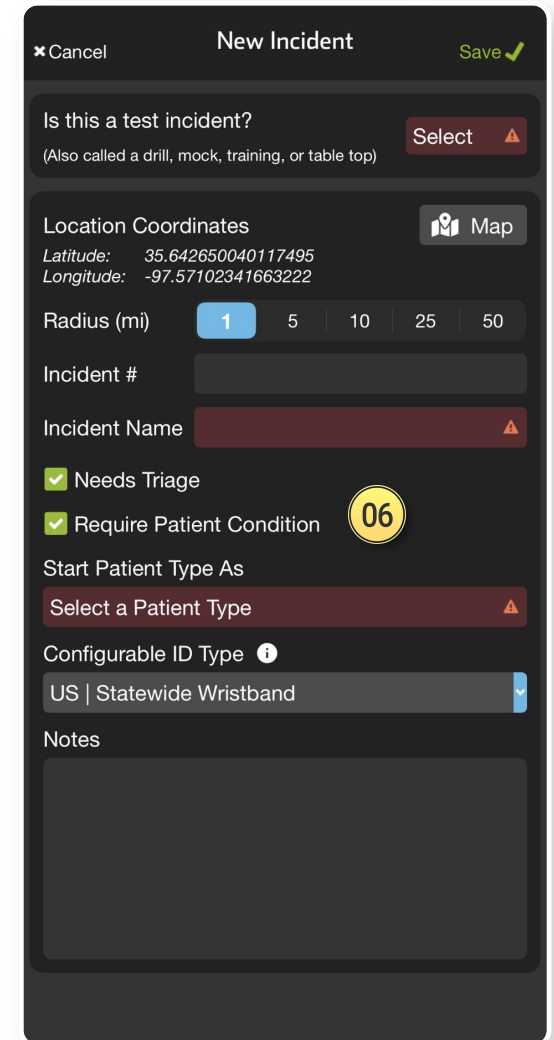 Cancel New Incident Save
Is this a test incident?
Select
(Also called a drill, mock, training, or table top)
Location Coordinates
Map
Latitude: 35.642650040117495
Longitude: -97.57102341663222
Radius (mi) 1 5 10 25 50
Incident #
Incident Name
Needs Triage
Require Patient Condition
06
Start Patient Type As
Select a Patient Type
Configurable ID Type
US | Statewide Wristband
Notes